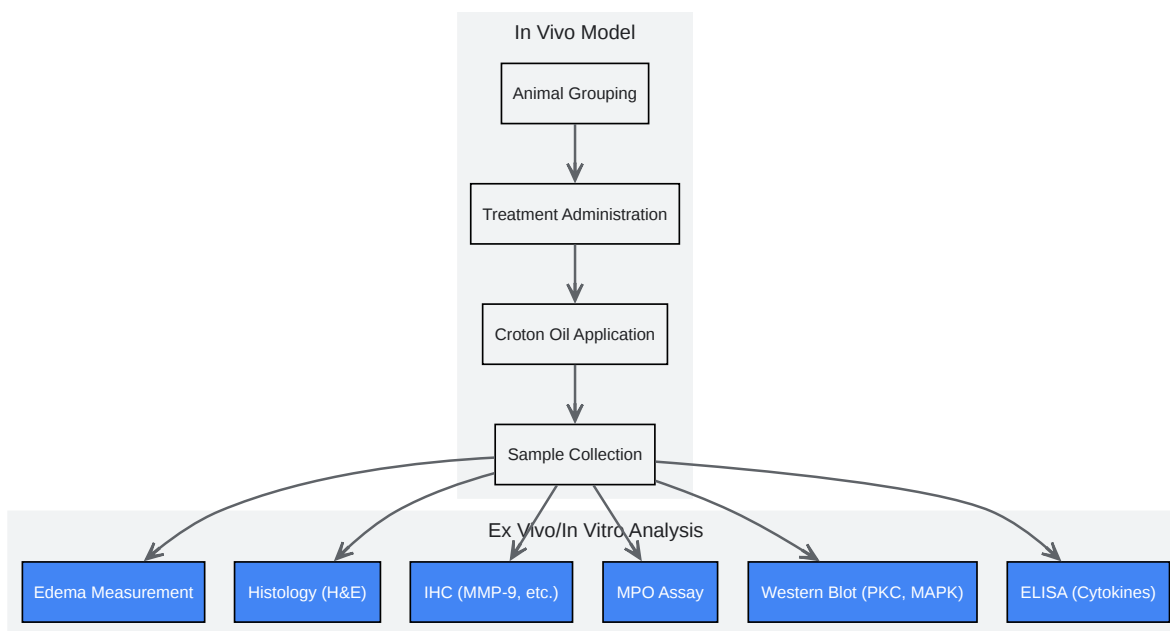 In Vivo Model
Animal Grouping
Treatment Administration
Croton Oil Application
Sample Collection
Ex Vivo/In Vitro Analysis
Edema Measurement
Histology (H&E)
IHC (MMP-9, etc.)
MPO Assay
Western Blot (PKC, MAPK)
ELISA (Cytokines)